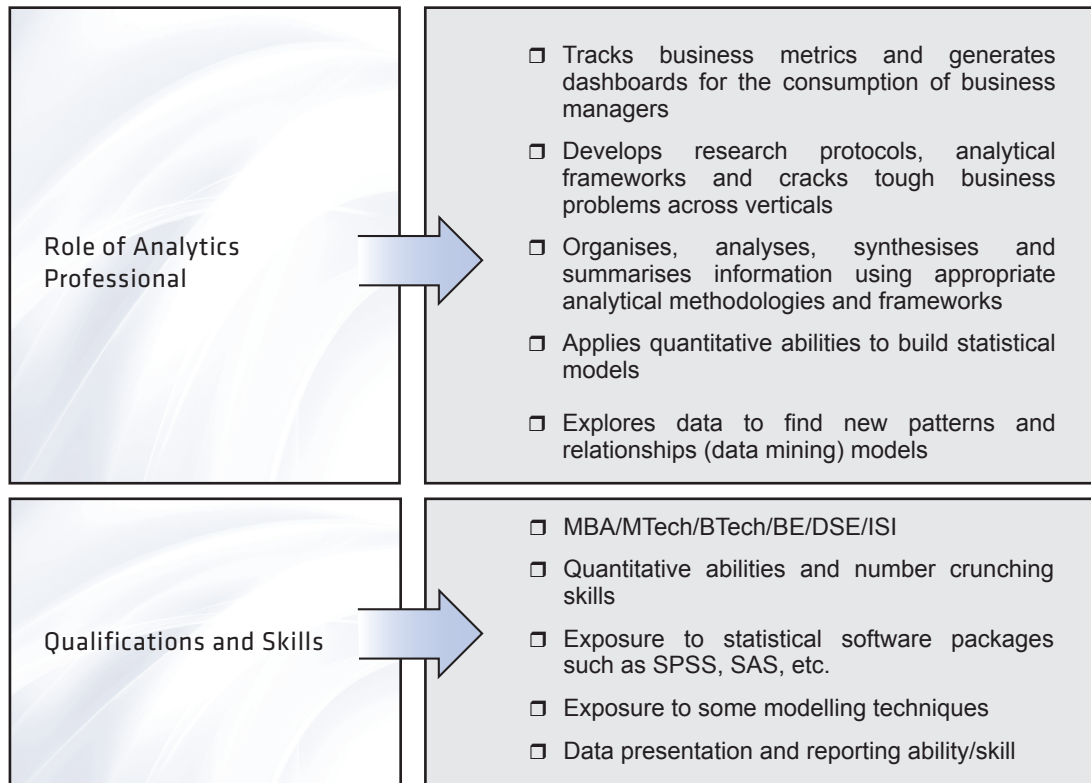 Role of Analytics
Professional
❒ Tracks business metrics and generates
dashboards for the consumption of business
managers
❒ Develops research protocols, analytical
frameworks and cracks tough business
problems across verticals
❒ Organises, analyses, synthesises and
summarises information using appropriate
analytical methodologies and frameworks
❒ Applies quantitative abilities to build statistical
models
❒ Explores data to find new patterns and
relationships (data mining) models
Qualifications and Skills
❒ MBA/MTech/BTech/BE/DSE/ISI
❒ Quantitative abilities and number crunching
skills
❒ Exposure to statistical software packages
such as SPSS, SAS, etc.
❒ Exposure to some modelling techniques
❒ Data presentation and reporting ability/skill